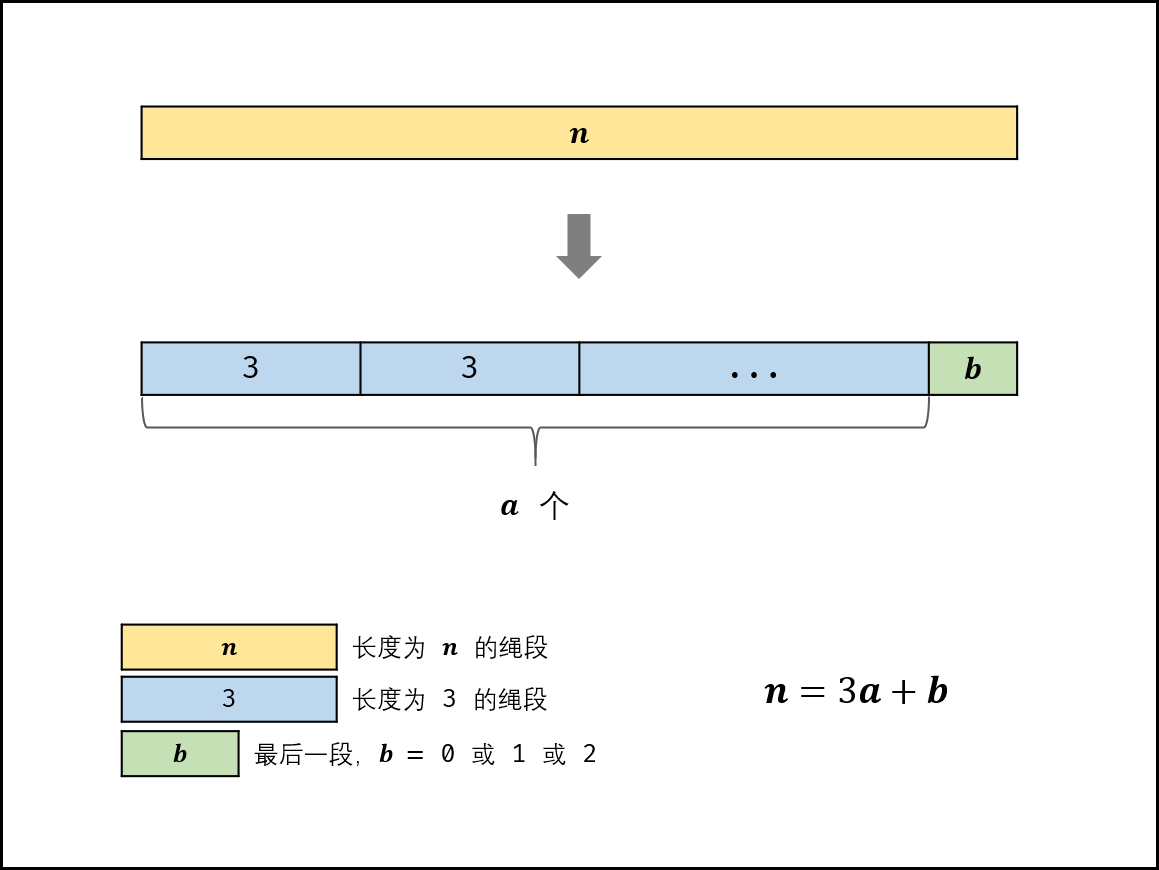 n
3 3 ... b
a 个
n 长度为 n 的绳段
3 长度为 3 的绳段
n = 3a + b
b 最后一段, b = 0 或 1 或 2